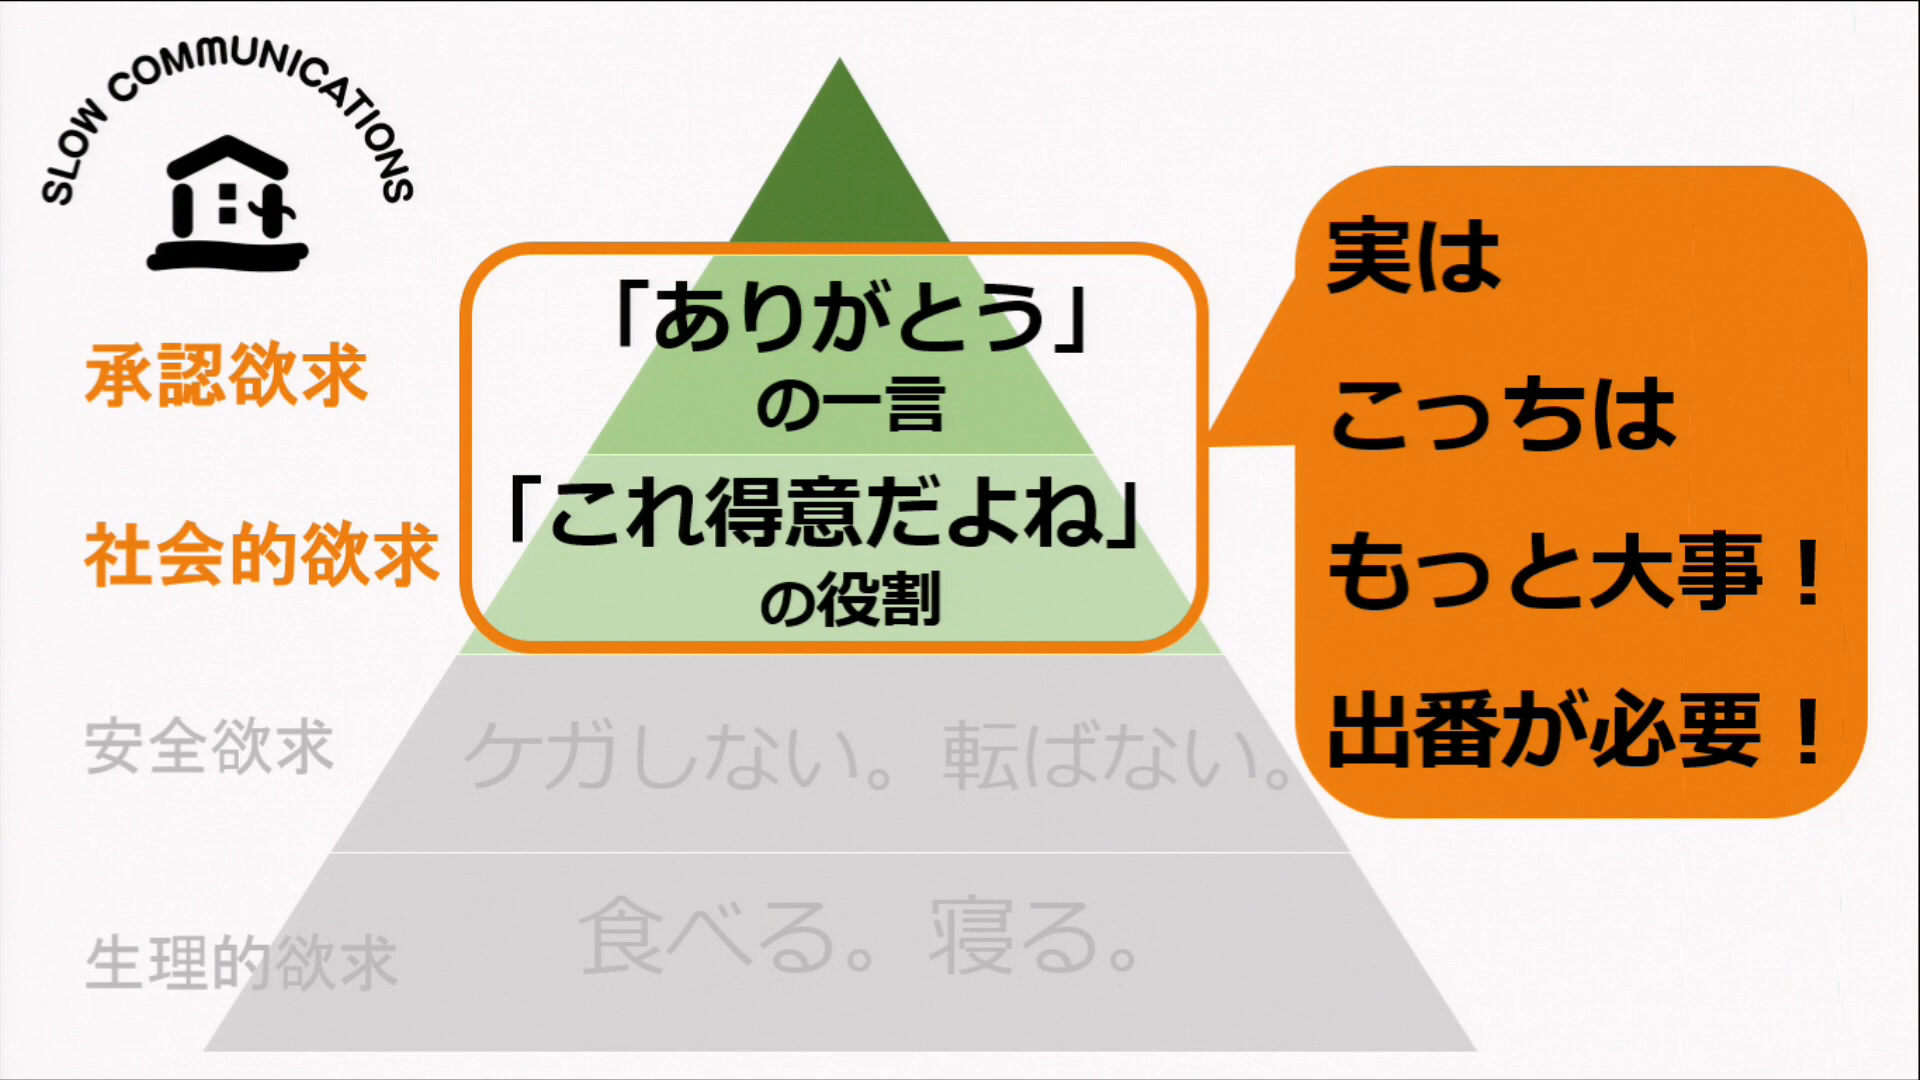 SLOW COMMUNICATIONS
承認欲求
「ありがとう」
の一言
社会的欲求
「これ得意だよね」
の役割
安全欲求
ケガしない。転ばない。
生理的欲求
食べる。寝る。
実は
こっちは
もっと大事！
出番が必要！